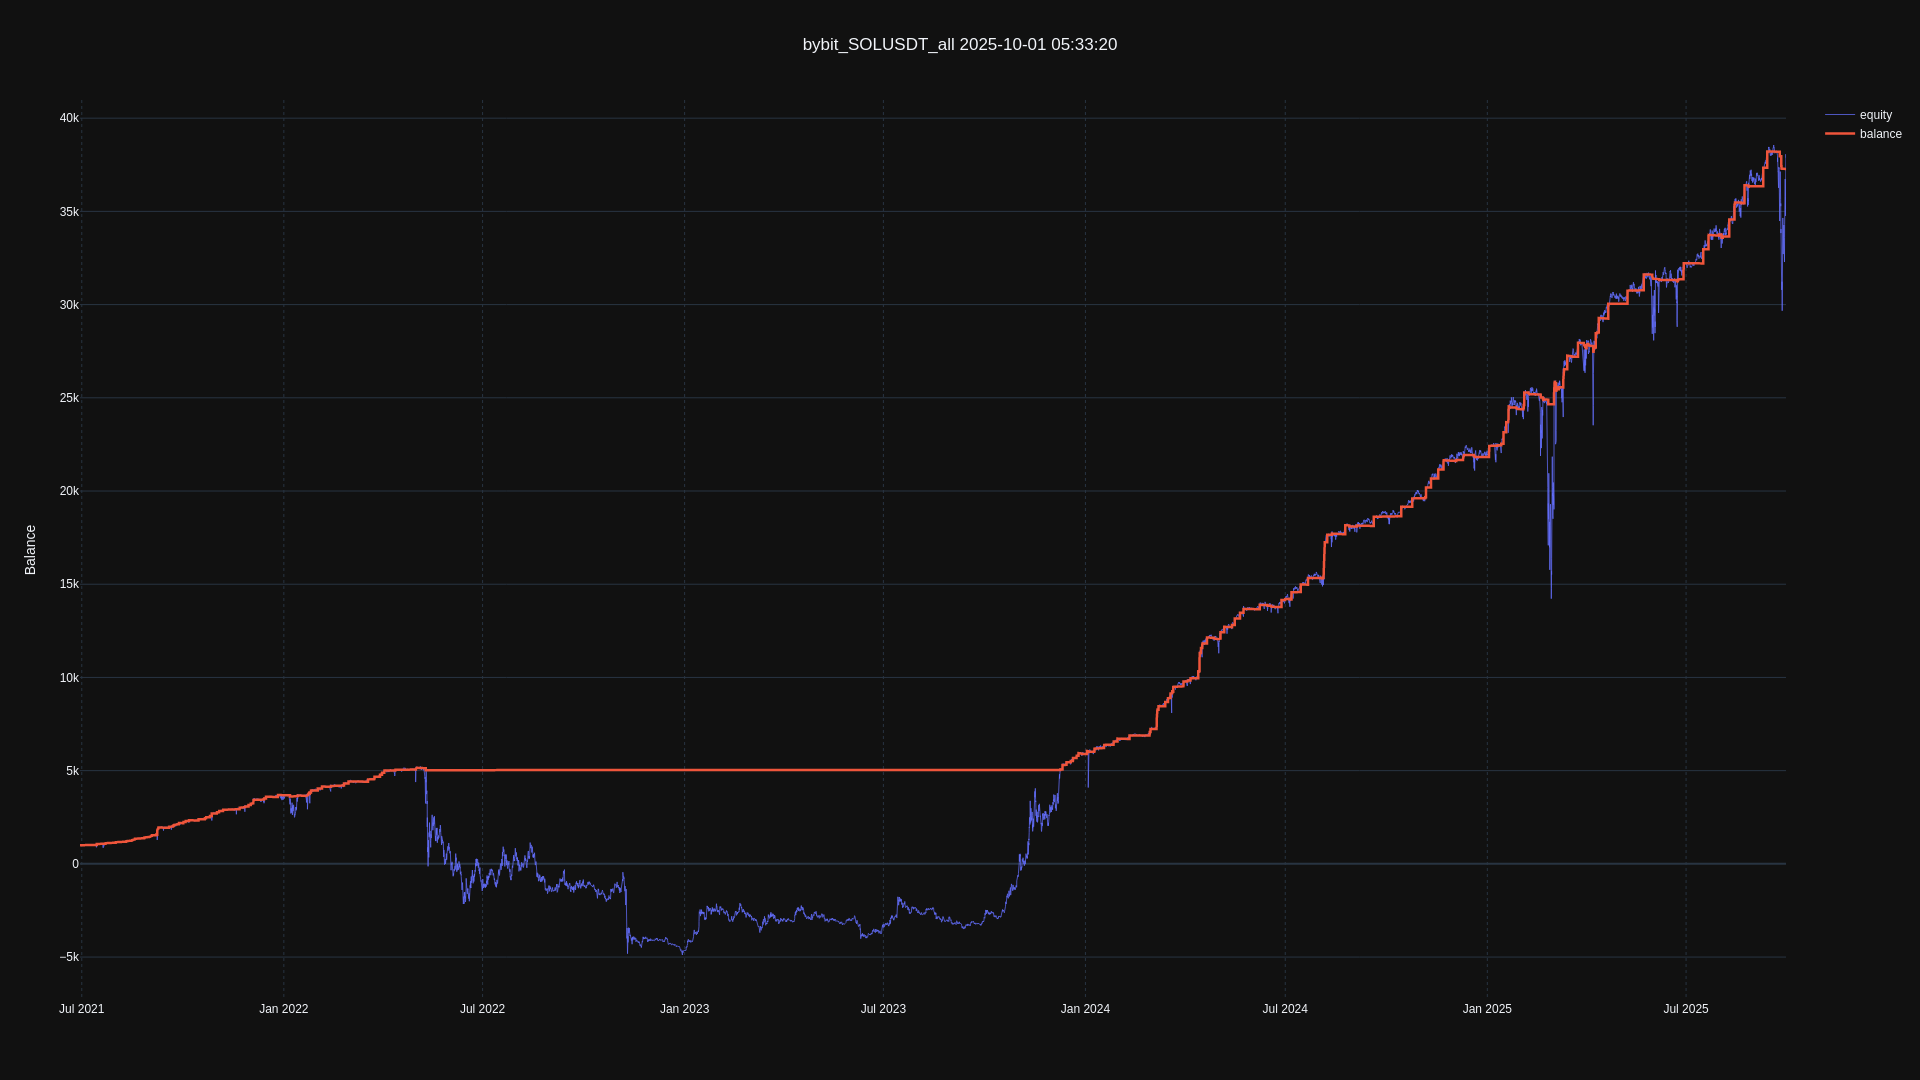 bybit_SOLUSDT_all 2025-10-01 05:33:20
equity
balance
40k
35k
30k
25k
20k
15k
10k
5k
0
−5k
Balance
Jul 2021
Jan 2022
Jul 2022
Jan 2023
Jul 2023
Jan 2024
Jul 2024
Jan 2025
Jul 2025